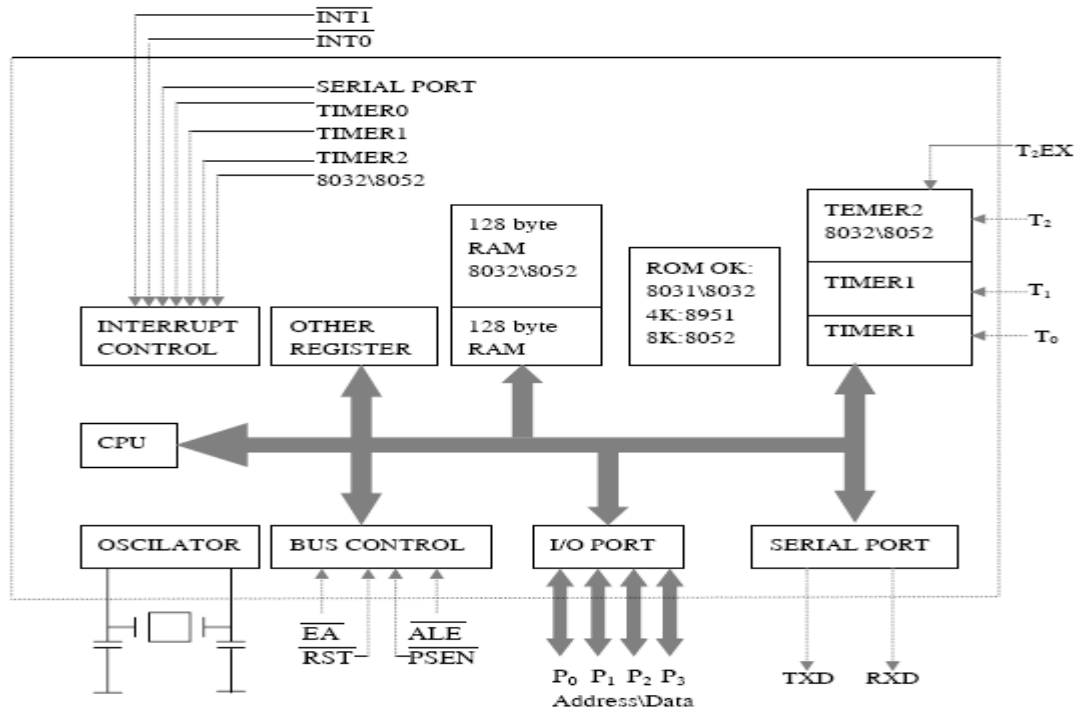 INT1
INT0
SERIAL PORT
TIMER0
TIMER1
TIMER2
8032\8052
T2EX
TEMER2
8032\8052
T2
128 byte
RAM
8032\8052
ROM OK:
8031\8032
4K:8951
8K:8052
TIMER1
T1
INTERRUPT
CONTROL
OTHER
REGISTER
128 byte
RAM
TIMER1
T0
CPU
OSCILATOR
BUS CONTROL
I/O PORT
SERIAL PORT
EA
ALE
RST
PSEN
P0 P1 P2 P3
Address\Data
TXD
RXD